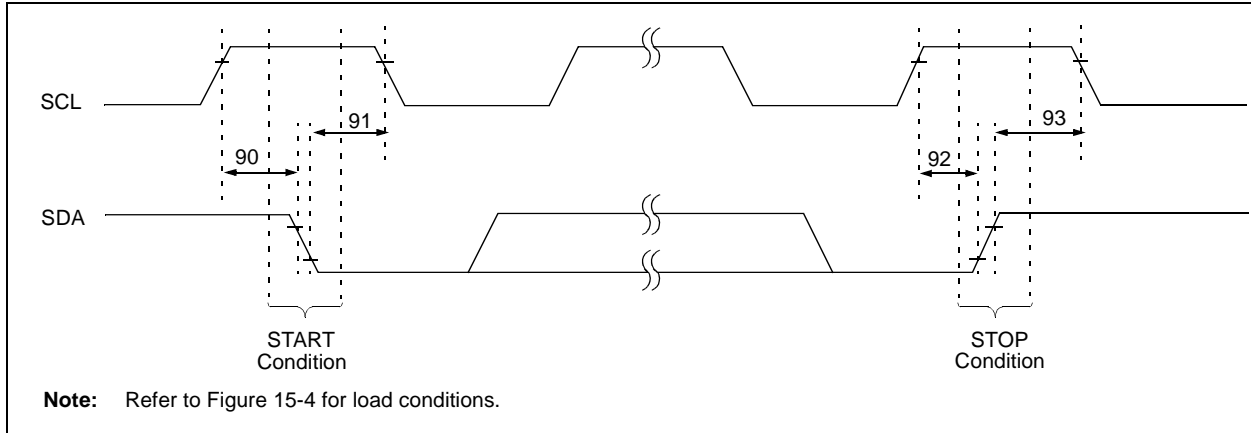 SCL
91
93
90
92
SDA
START
Condition
STOP
Condition
Note: Refer to Figure 15-4 for load conditions.